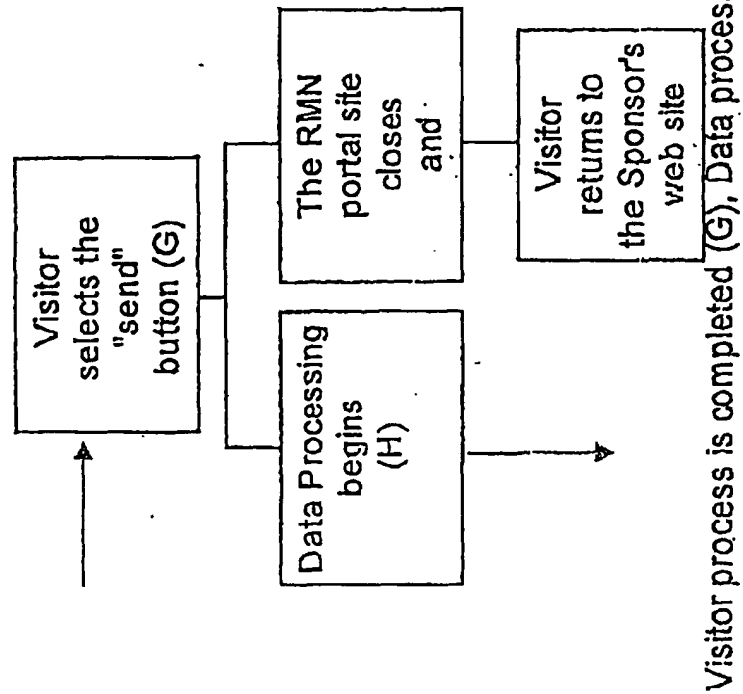 Visitor
selects the
"send"
button (G)
Data Processing
begins
(H)
The RMN
portal site
closes
and
Visitor
returns to
the Sponsor's
web site
Visitor process is completed (G), Data